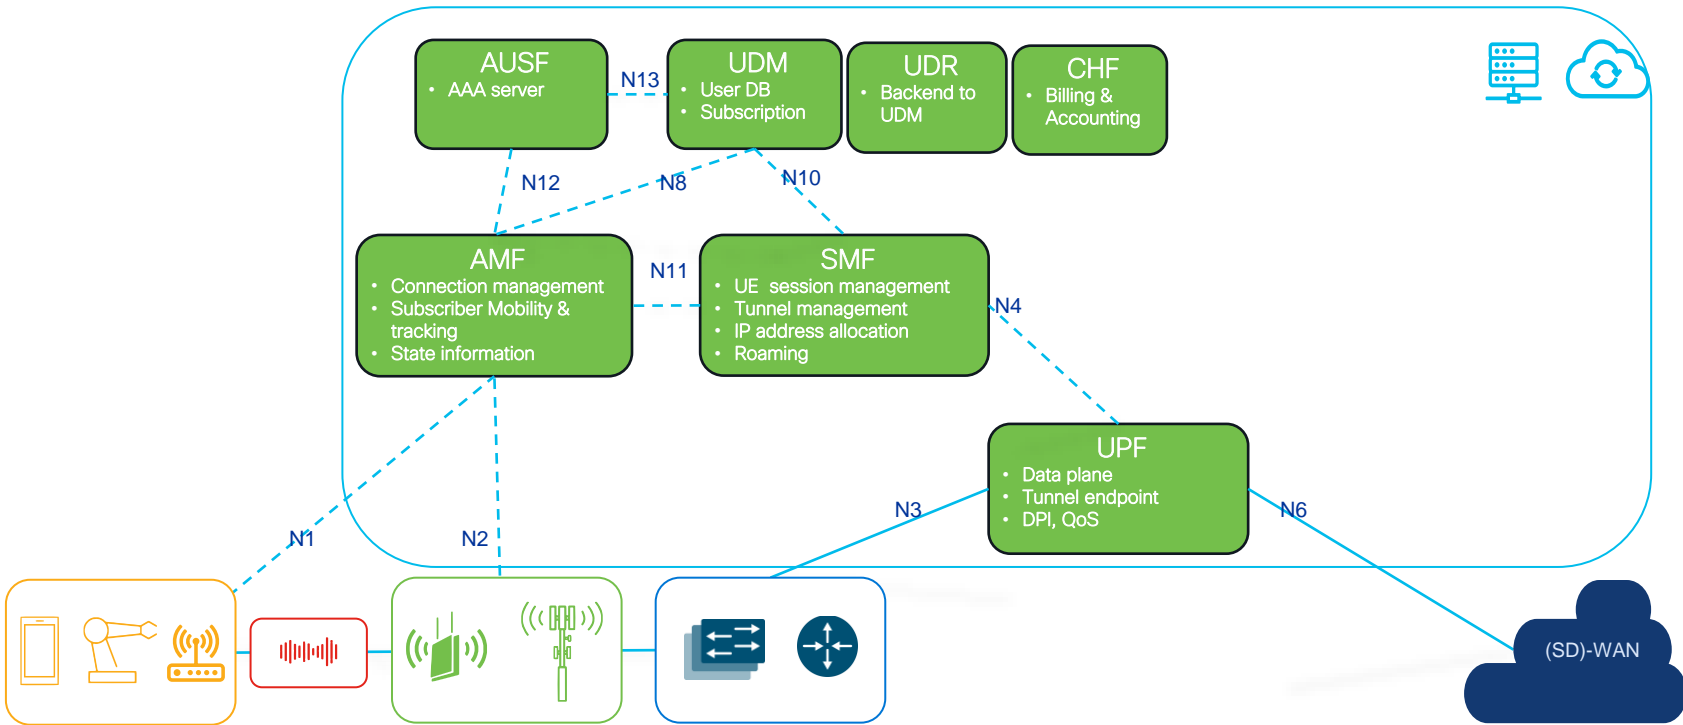 AUSF
• AAA server
N13
UDM
• User DB
• Subscription
UDR
• Backend to
UDM
CHF
• Billing &
Accounting
N12
N8
N10
AMF
• Connection management
• Subscriber Mobility &
tracking
• State information
N11
SMF
• UE session management
• Tunnel management
• IP address allocation
• Roaming
N4
UPF
• Data plane
• Tunnel endpoint
• DPI, QoS
N1
N2
N3
N6
(SD)-WAN